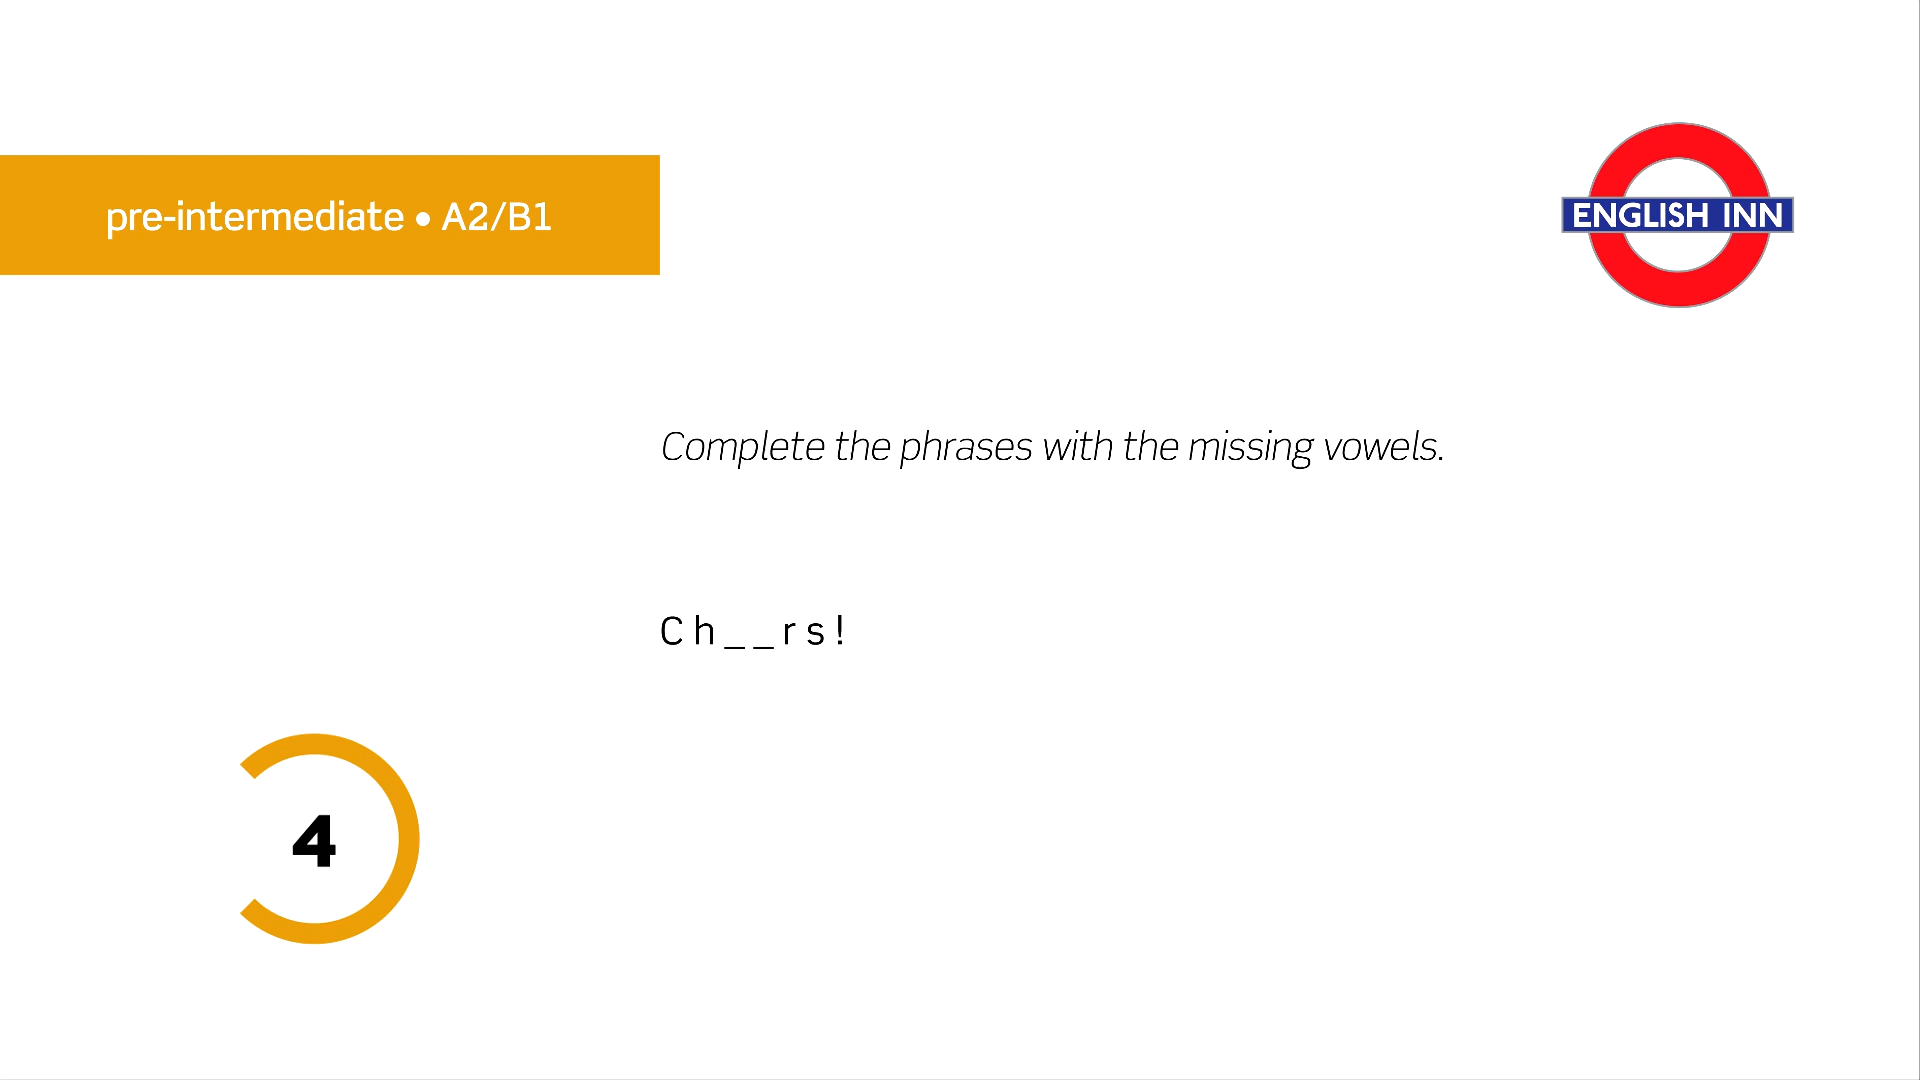 pre-intermediate • A2/B1
ENGLISH INN
Complete the phrases with the missing vowels.
C h _ _ r s !
4